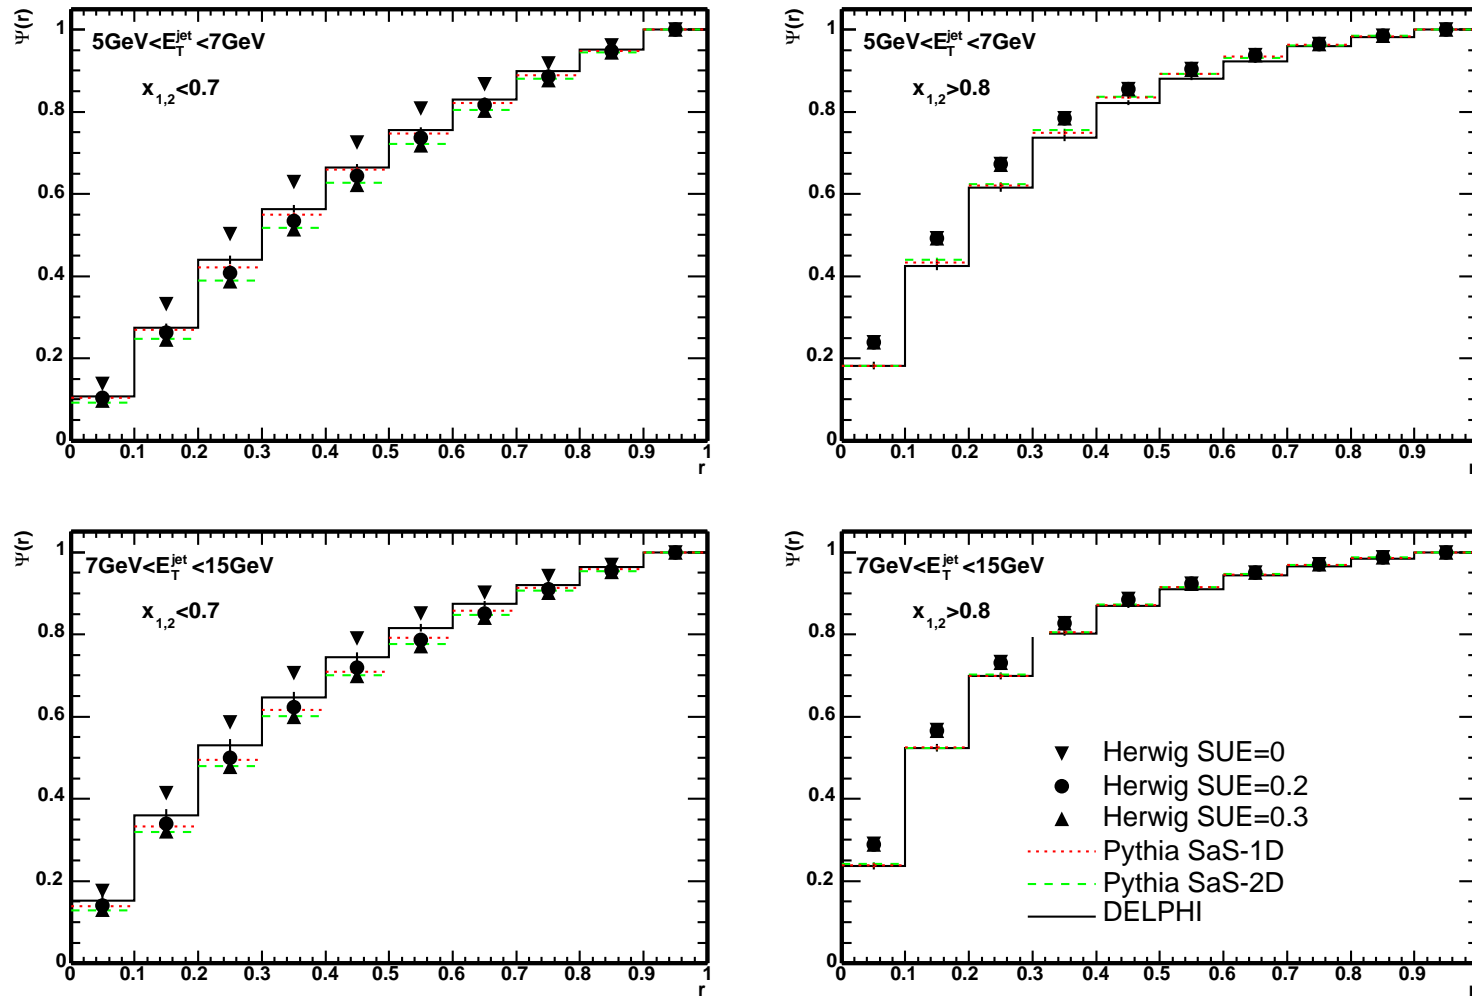 Ψ(r)
5GeV<E_T^jet<7GeV
x_1,2<0.7
1
0.8
0.6
0.4
0.2
0
0 0.1 0.2 0.3 0.4 0.5 0.6 0.7 0.8 0.9 1
r
Ψ(r)
5GeV<E_T^jet<7GeV
x_1,2>0.8
1
0.8
0.6
0.4
0.2
0
0 0.1 0.2 0.3 0.4 0.5 0.6 0.7 0.8 0.9
r
Ψ(r)
7GeV<E_T^jet<15GeV
x_1,2<0.7
1
0.8
0.6
0.4
0.2
0
0 0.1 0.2 0.3 0.4 0.5 0.6 0.7 0.8 0.9 1
r
Ψ(r)
7GeV<E_T^jet<15GeV
x_1,2>0.8
1
0.8
0.6
0.4
0.2
0
0 0.1 0.2 0.3 0.4 0.5 0.6 0.7 0.8 0.9
r
Herwig SUE=0
Herwig SUE=0.2
Herwig SUE=0.3
Pythia SaS-1D
Pythia SaS-2D
DELPHI